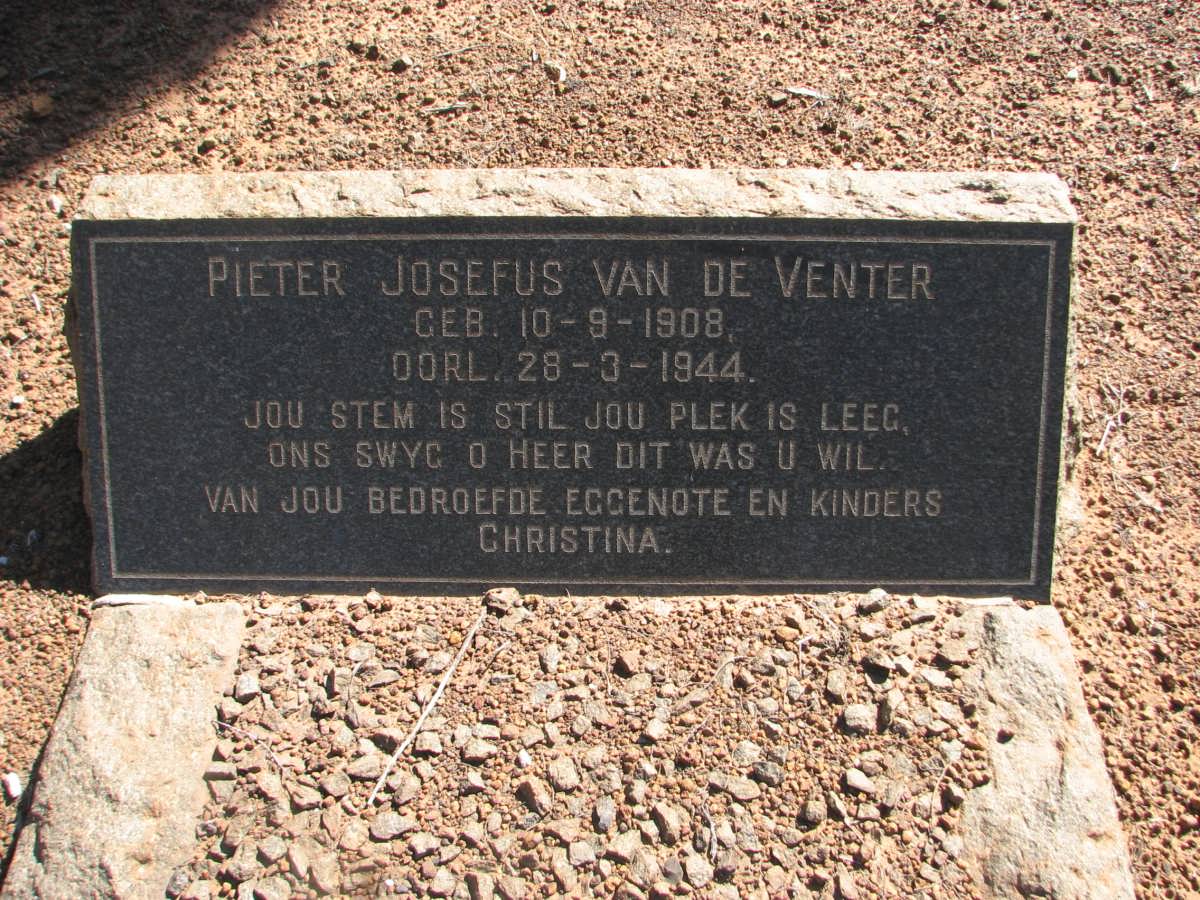 PIETER JOSEFUS VAN DE VENTER
GEB. 10-9-1908,
OORL. 28-3-1944.
JOU STEM IS STIL JOU PLEK IS LEEG,
ONS SWYG O HEER DIT WAS U WIL.
VAN JOU BEDROEFDE EGGENOTE EN KINDERS
CHRISTINA.